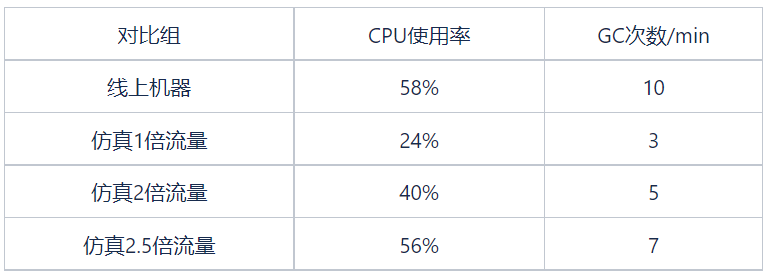 对比组 CPU使用率 GC次数/min
线上机器 58% 10
仿真1倍流量 24% 3
仿真2倍流量 40% 5
仿真2.5倍流量 56% 7